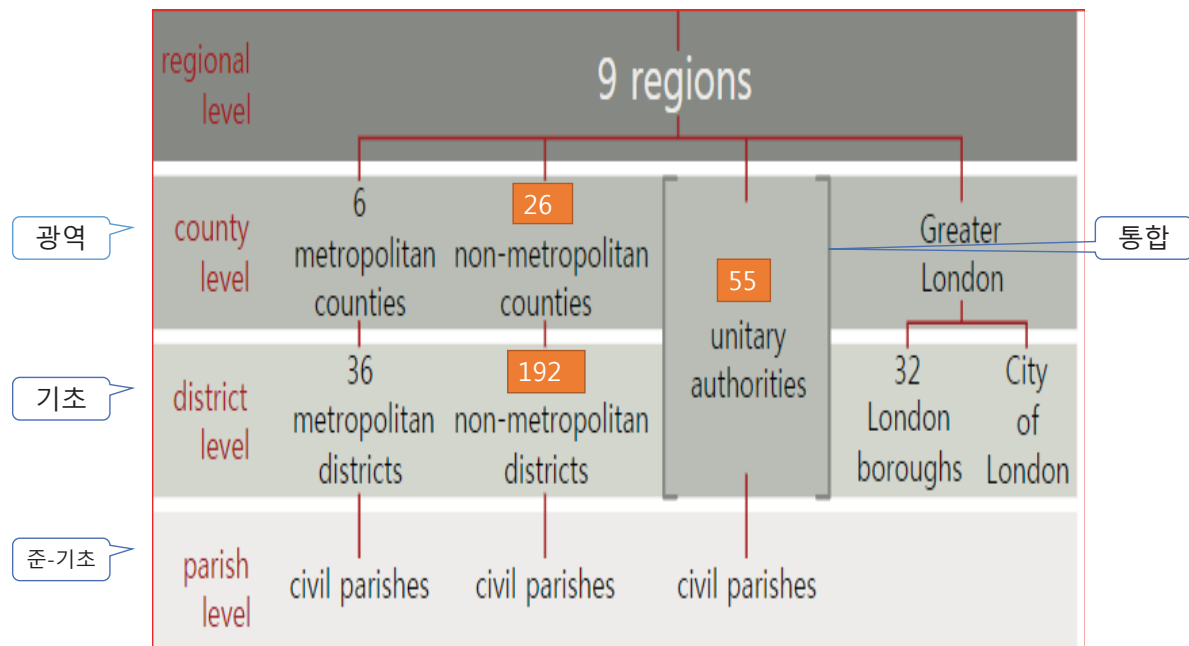 regional
level
9 regions
광역
county
level
6
metropolitan
counties
26
non-metropolitan
counties
55
unitary
authorities
Greater
London
통합
기초
district
level
36
metropolitan
districts
192
non-metropolitan
districts
32
London
boroughs
City
of
London
준-기초
parish
level
civil parishes
civil parishes
civil parishes